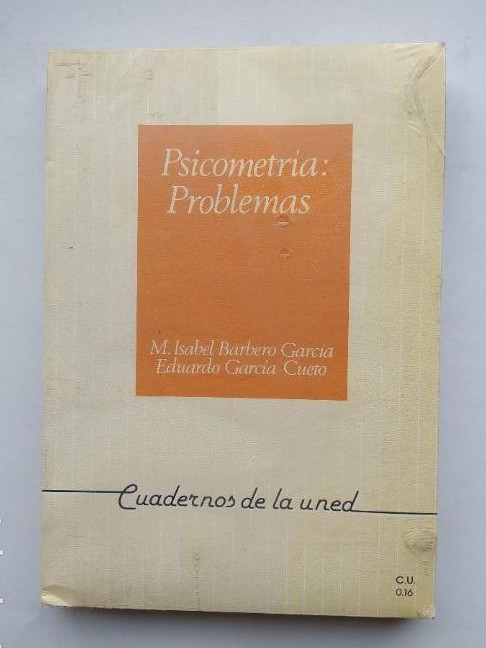 Psicometría:
Problemas
M. Isabel Barbero García
Eduardo García Cueto
Cuadernos de la uned
C.U.
0.16